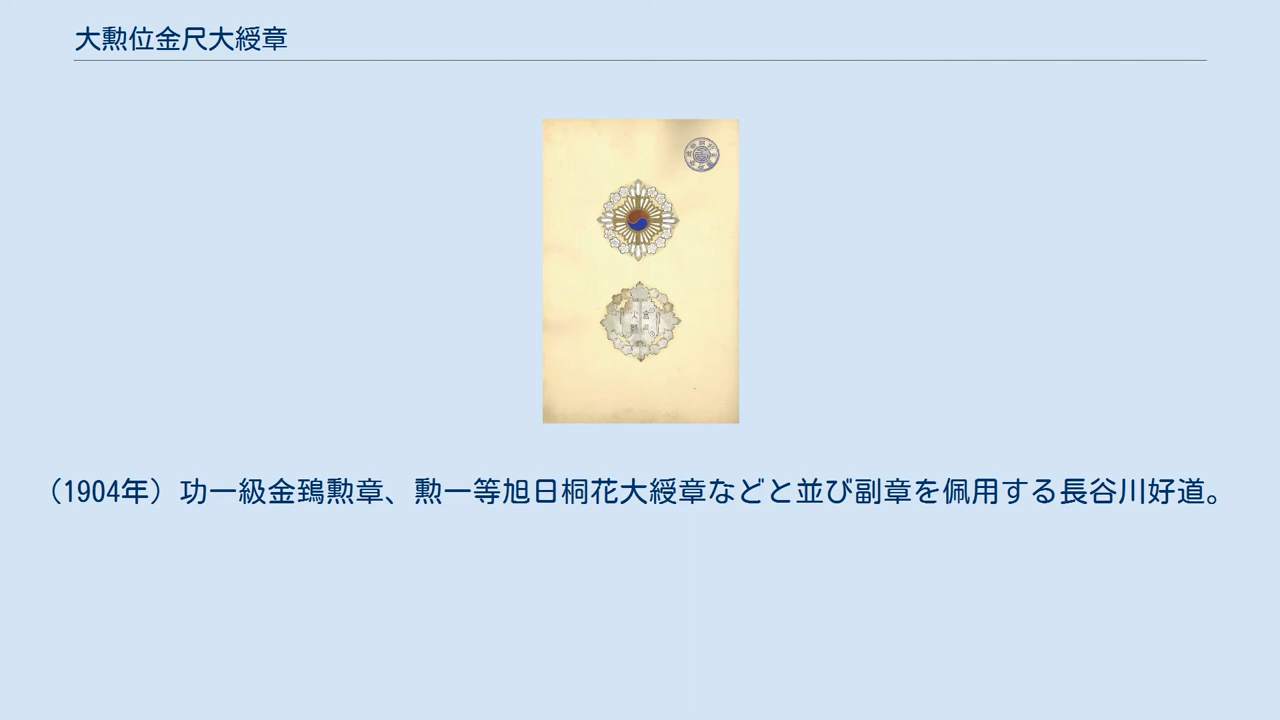 大勲位金尺大綬章
（1904年）功一級金鵄勲章、勲一等旭日桐花大綬章などと並び副章を佩用する長谷川好道。